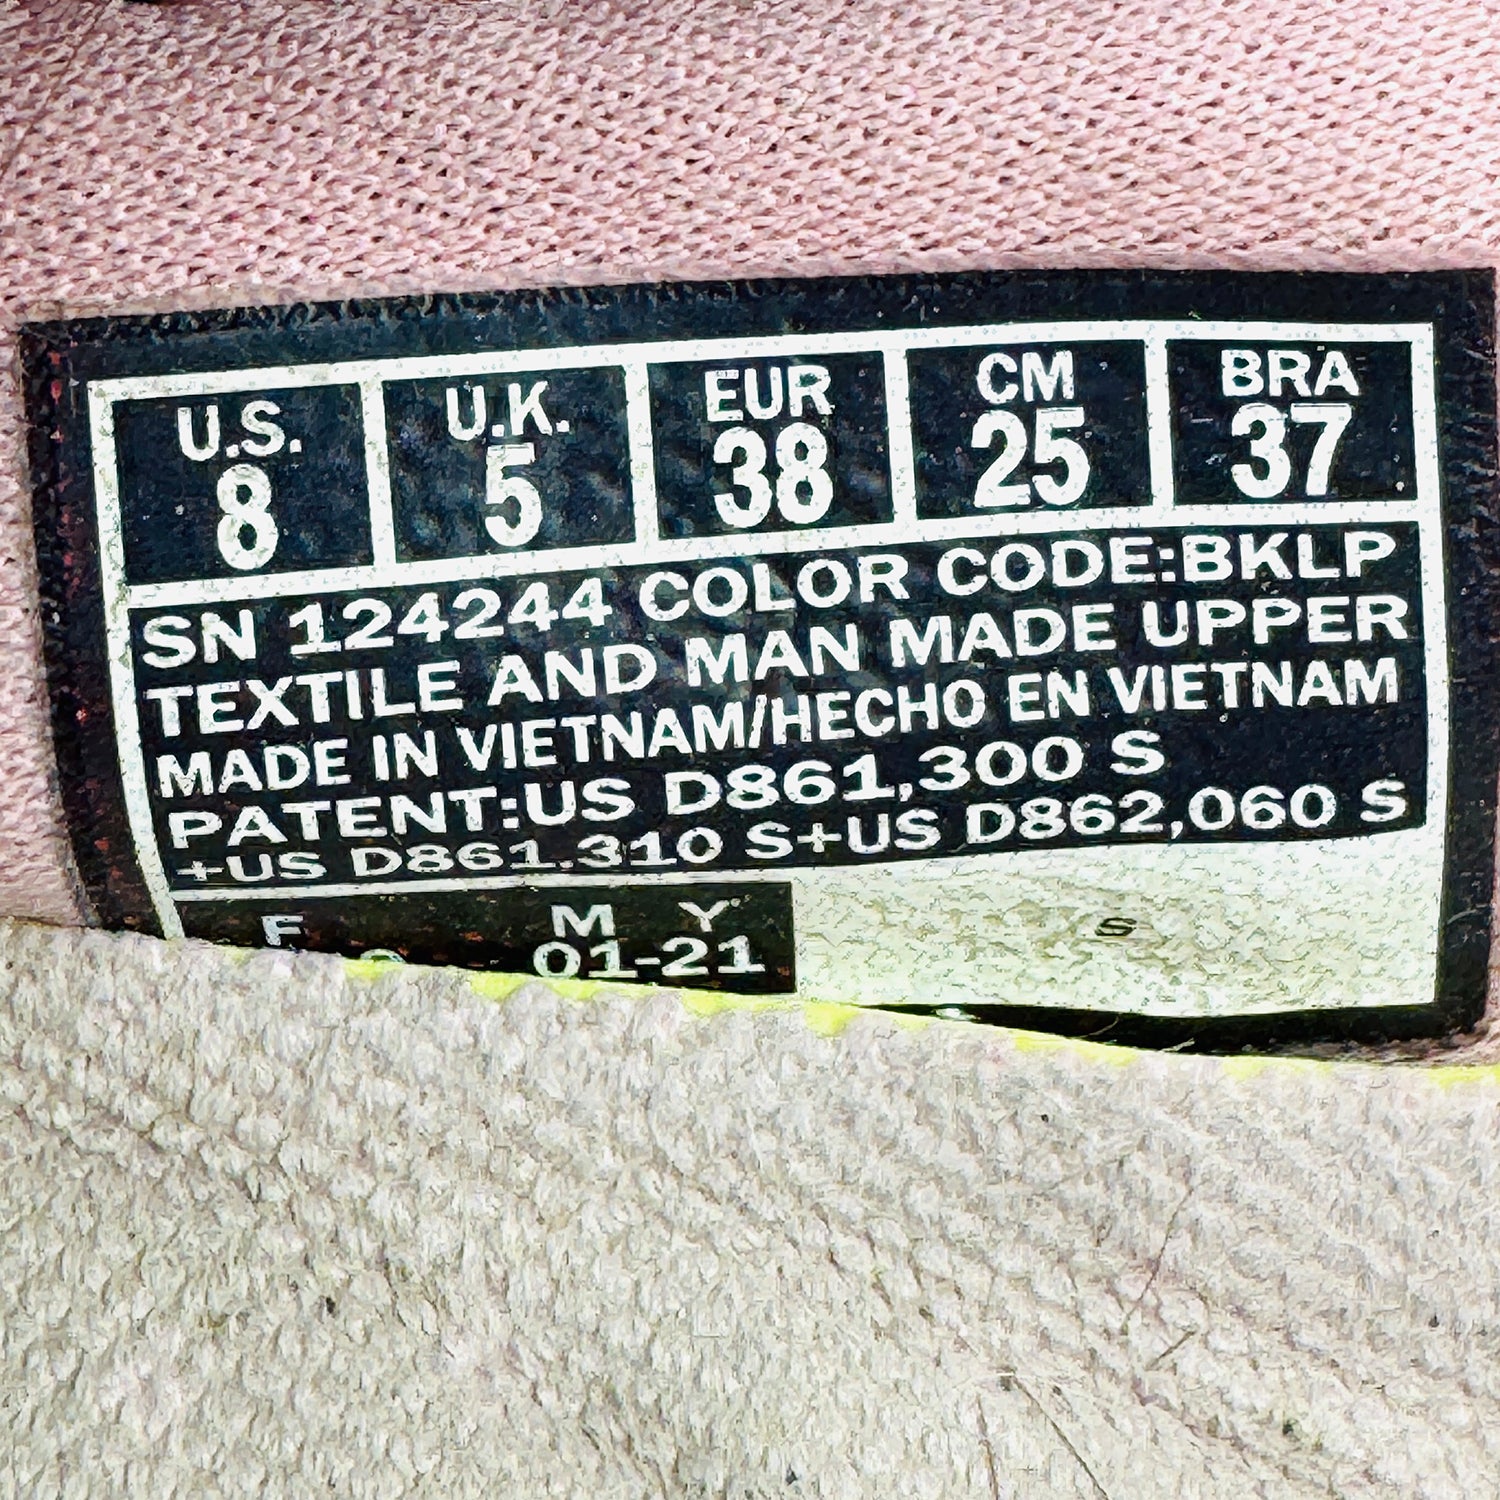 U.S. U.K. EUR CM BRA
8 5 38 25 37
SN 124244 COLOR CODE:BKLP
TEXTILE AND MAN MADE UPPER
MADE IN VIETNAM/HECHO EN VIETNAM
PATENT:US D861,300 S
+US D861.310 S+US D862,060 S
F M Y
01-21
S